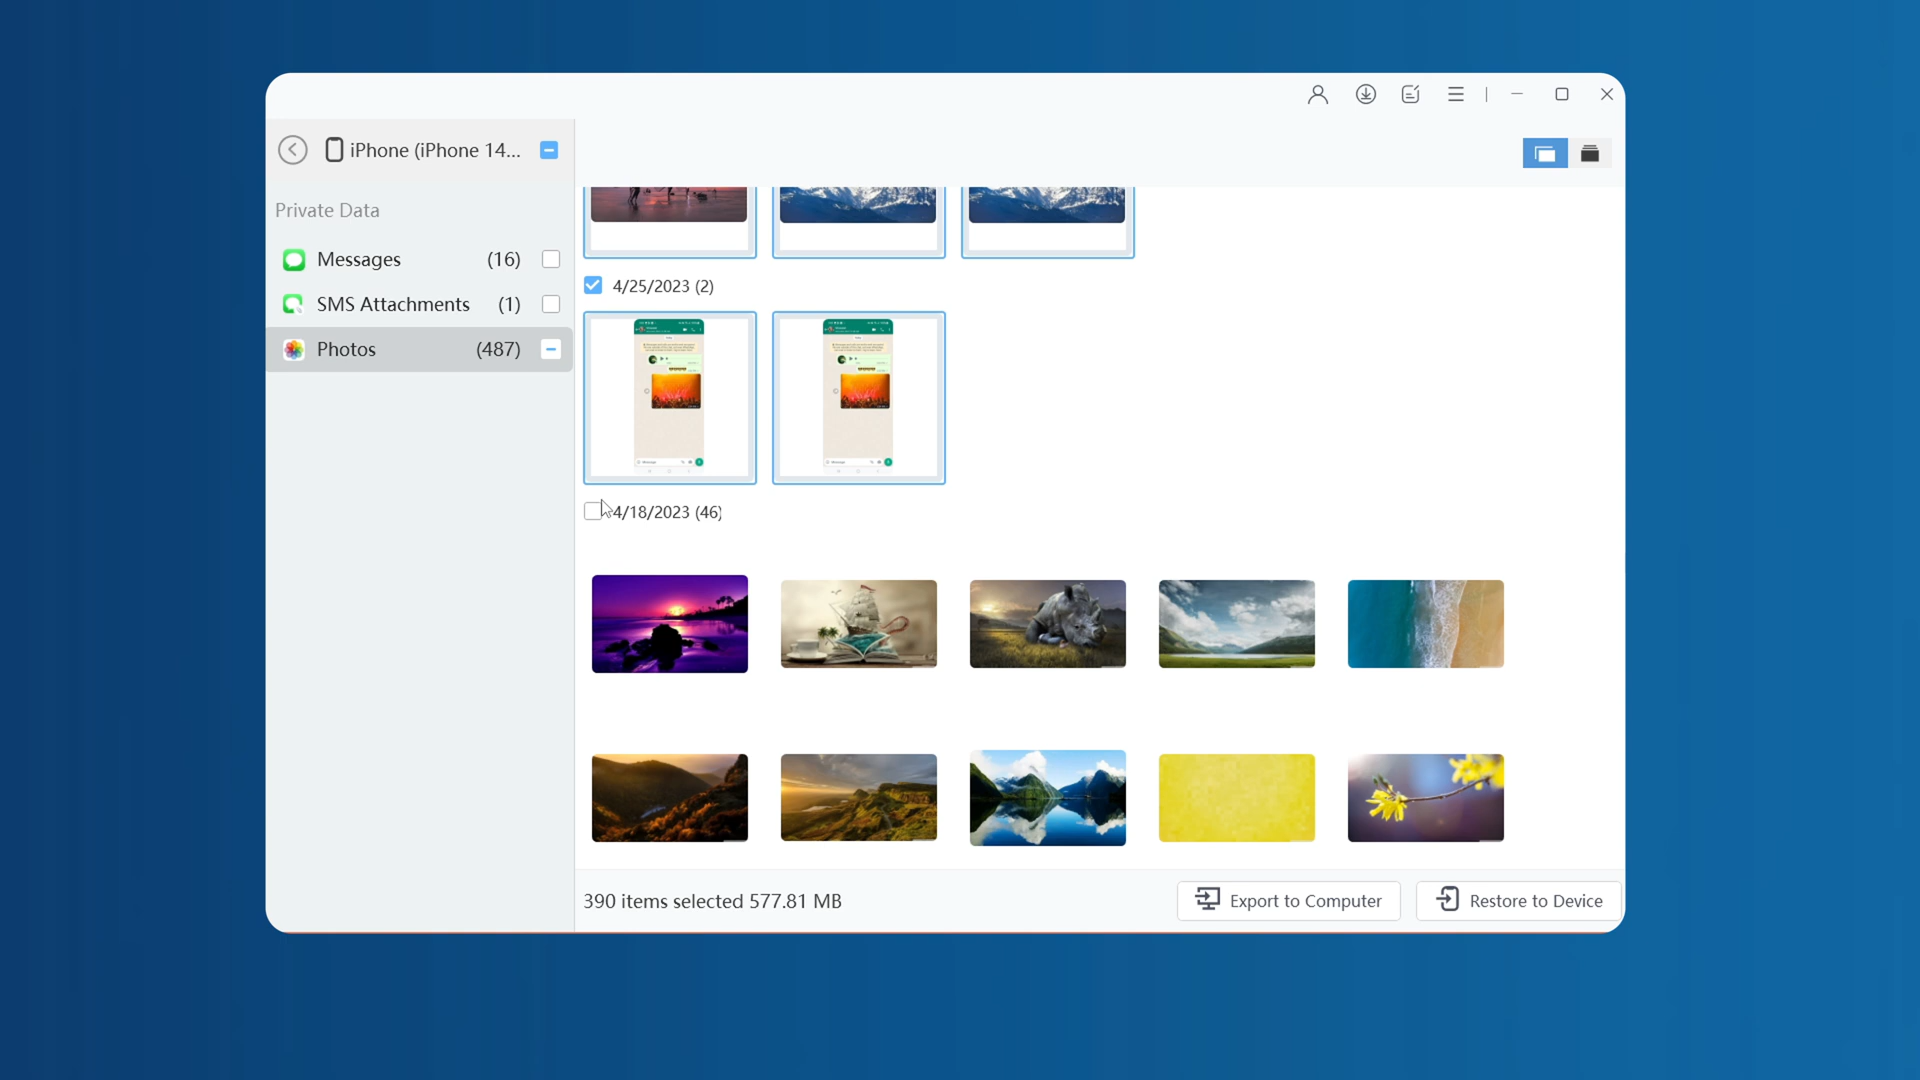 iPhone (iPhone 14...
Private Data
Messages (16)
SMS Attachments (1)
Photos (487)
4/25/2023 (2)
4/18/2023 (46)
390 items selected 577.81 MB
Export to Computer
Restore to Device